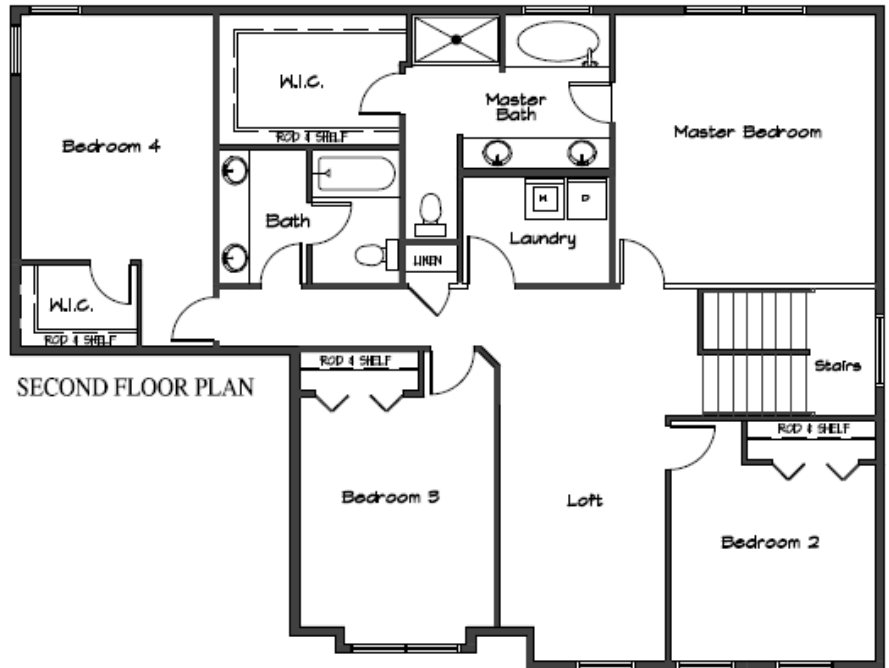 W.I.C.
ROD & SHELF
Master
Bath
Bedroom 4
Master Bedroom
Bath
W
D
Laundry
LINEN
W.I.C.
ROD & SHELF
ROD & SHELF
Stairs
SECOND FLOOR PLAN
ROD & SHELF
Bedroom 3
Loft
Bedroom 2